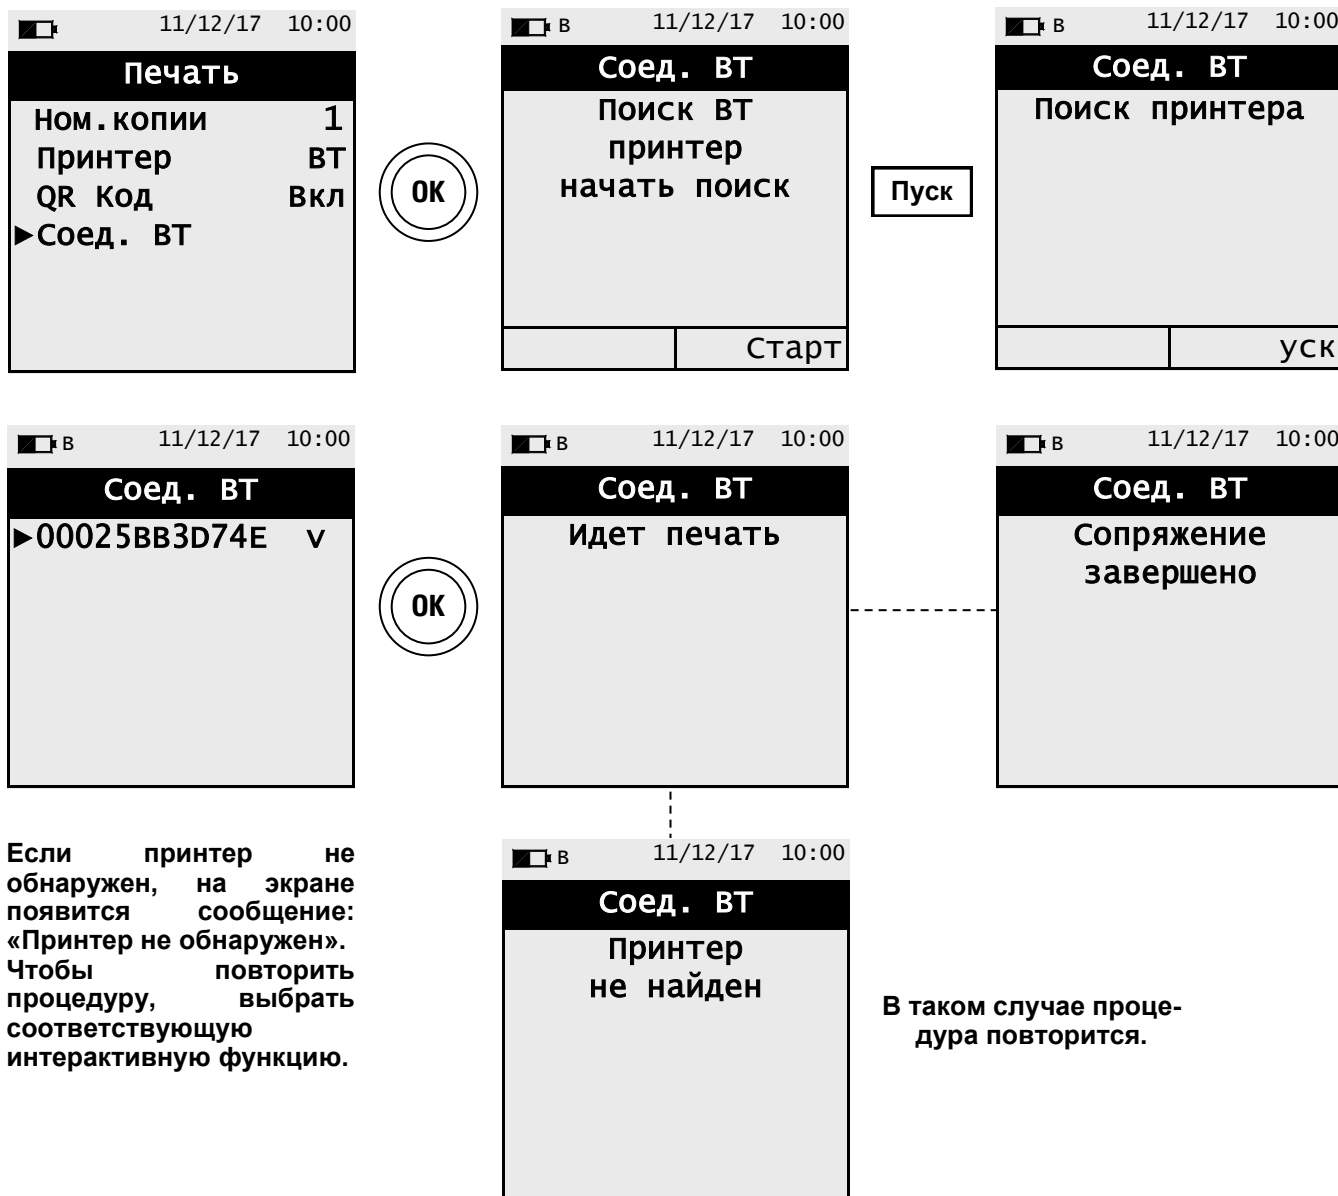 11/12/17 10:00
Печать
Ном.копии 1
Принтер BT
QR Код Вкл
►Соед. BT
OK
B 11/12/17 10:00
Соед. BT
Поиск BT
принтер
начать поиск
Старт
Пуск
B 11/12/17 10:00
Соед. BT
Поиск принтера
уск
B 11/12/17 10:00
Соед. BT
►00025BB3D74E V
OK
B 11/12/17 10:00
Соед. BT
Идет печать
B 11/12/17 10:00
Соед. BT
Сопряжение
завершено
Если принтер не
обнаружен, на экране
появится сообщение:
«Принтер не обнаружен».
Чтобы повторить
процедуру, выбрать
соответствующую
интерактивную функцию.
B 11/12/17 10:00
Соед. BT
Принтер
не найден
В таком случае проце-
дура повторится.